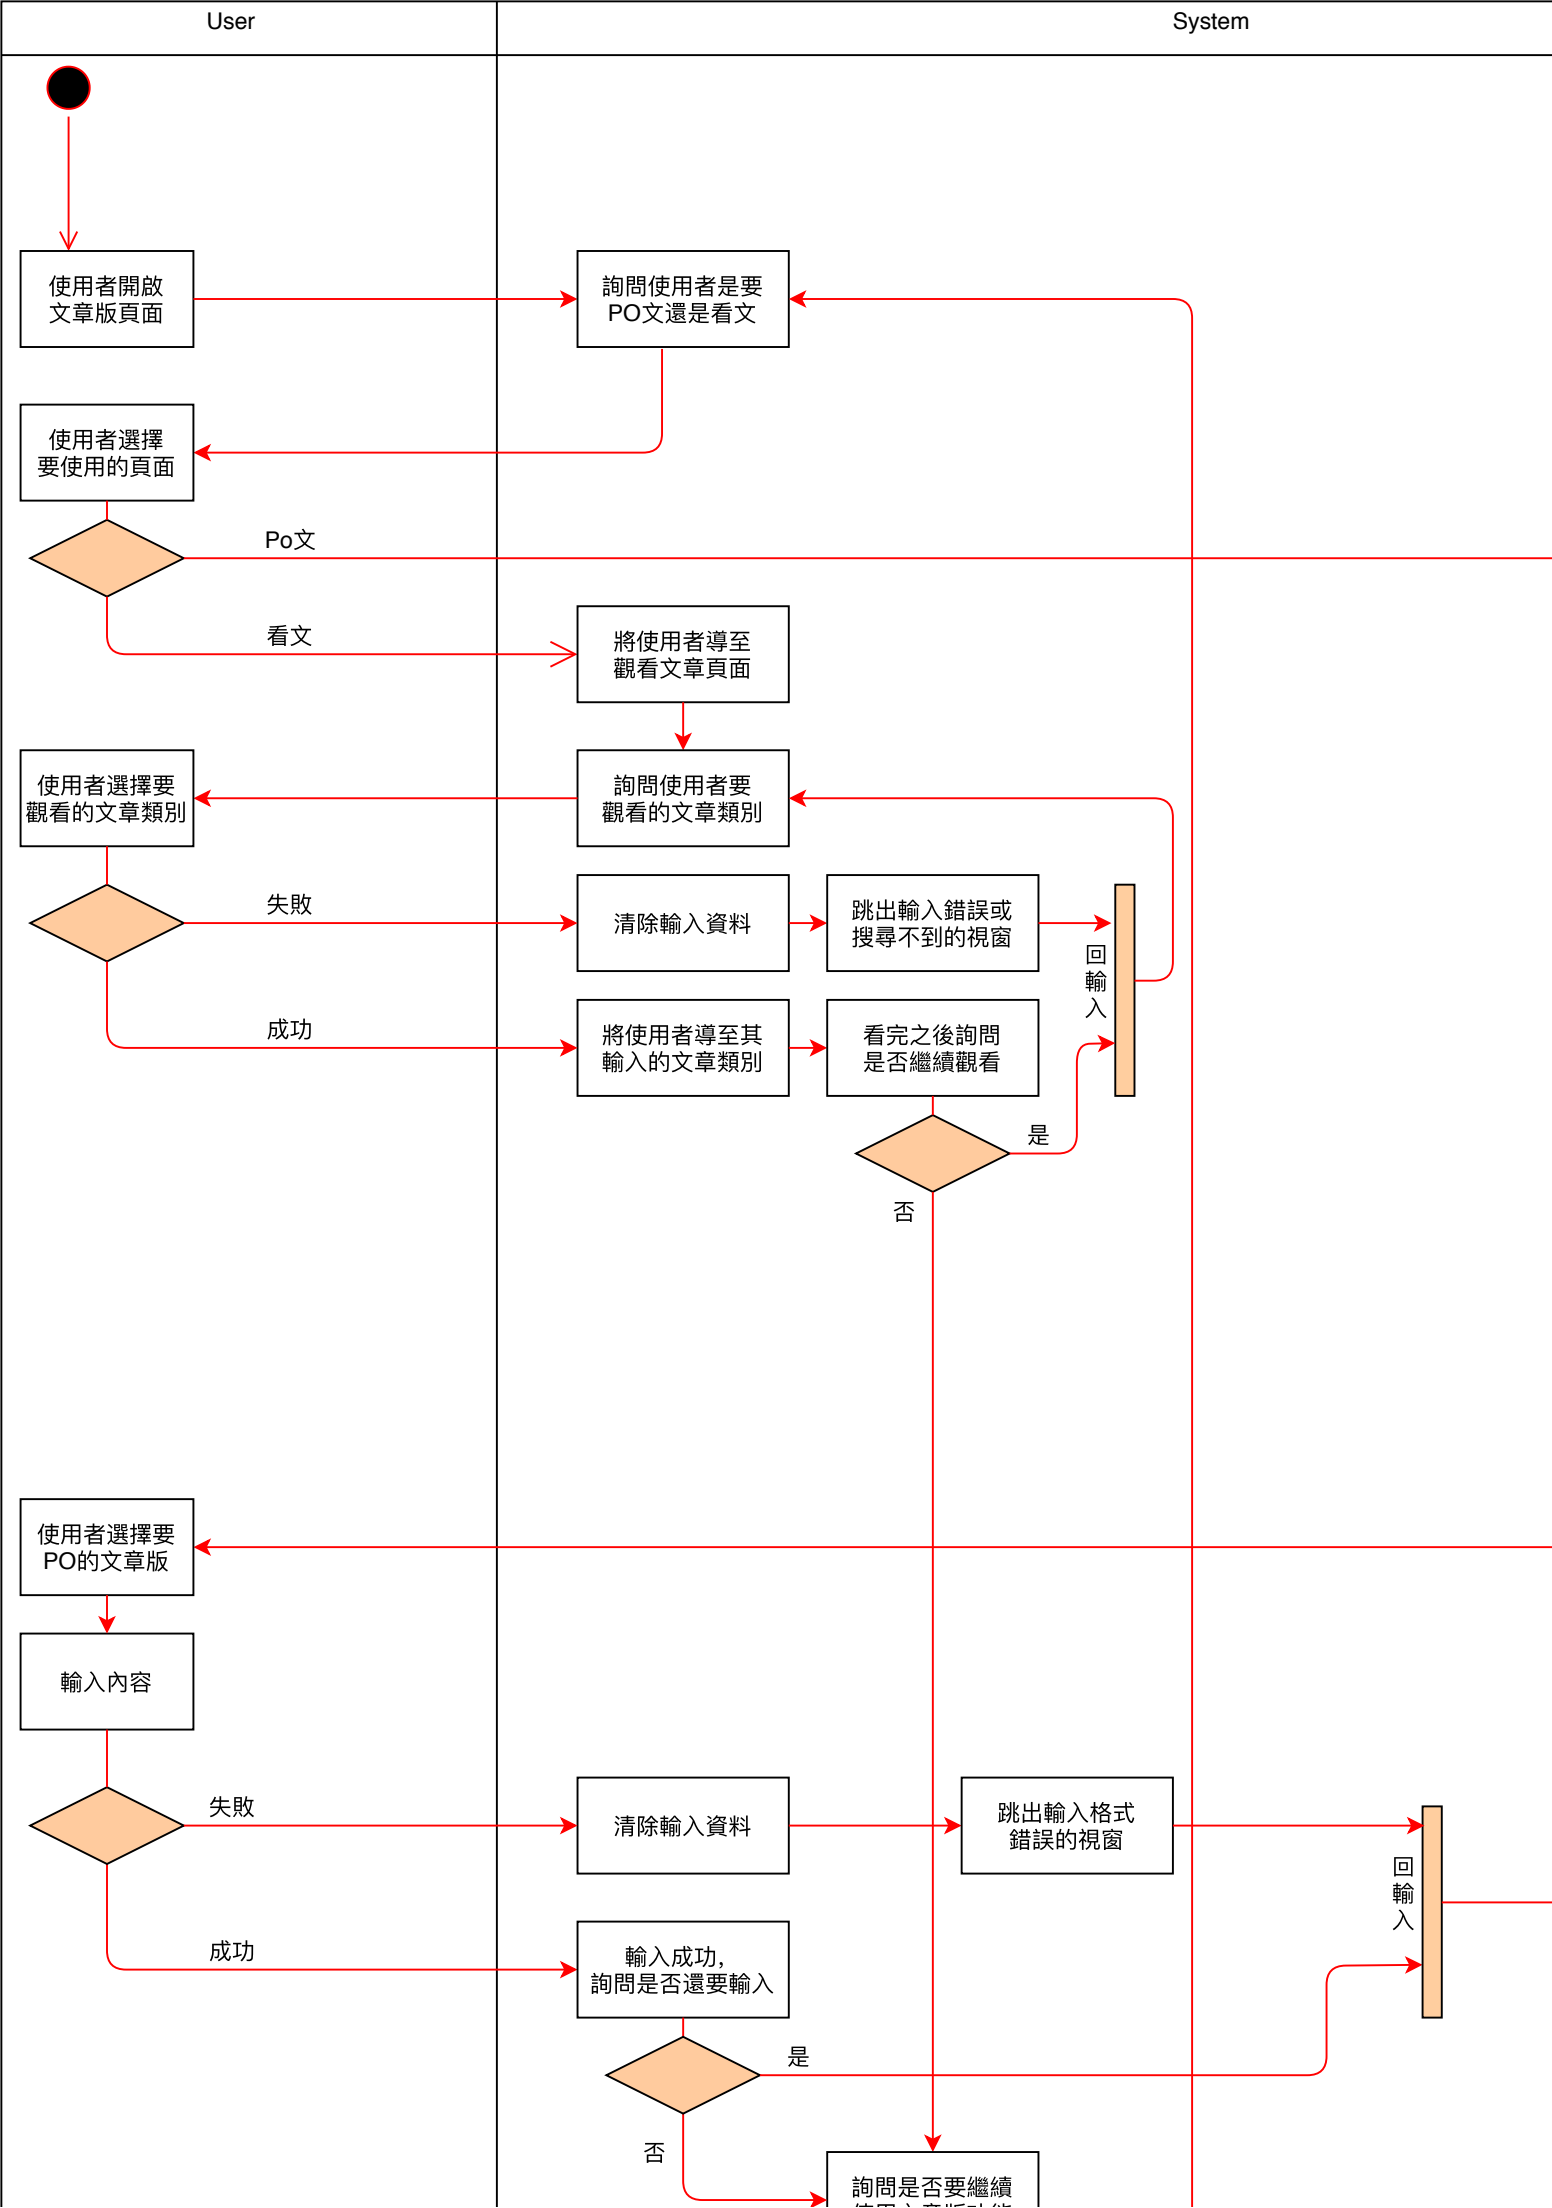 User
System
使用者開啟
文章版頁面
詢問使用者是要
PO文還是看文
使用者選擇
要使用的頁面
Po文
看文
將使用者導至
觀看文章頁面
使用者選擇要
觀看的文章類別
詢問使用者要
觀看的文章類別
失敗
清除輸入資料
跳出輸入錯誤或
搜尋不到的視窗
回
輸
入
成功
將使用者導至其
輸入的文章類別
看完之後詢問
是否繼續觀看
是
否
使用者選擇要
PO的文章版
輸入內容
失敗
清除輸入資料
跳出輸入格式
錯誤的視窗
回
輸
入
成功
輸入成功,
詢問是否還要輸入
是
否
詢問是否要繼續